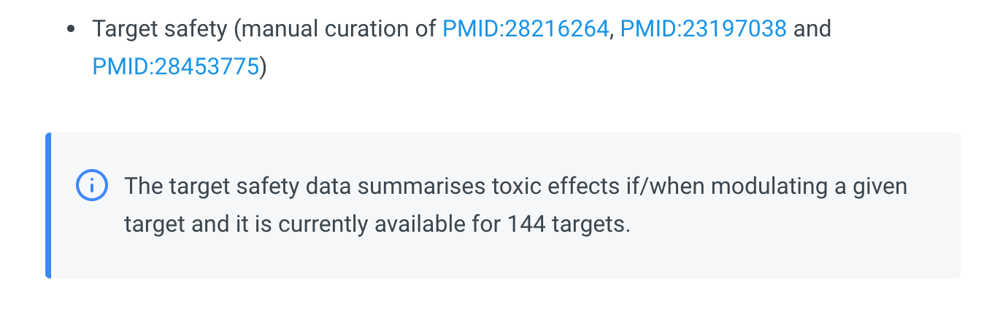 • Target safety (manual curation of PMID:28216264, PMID:23197038 and
PMID:28453775)
The target safety data summarises toxic effects if/when modulating a given
target and it is currently available for 144 targets.